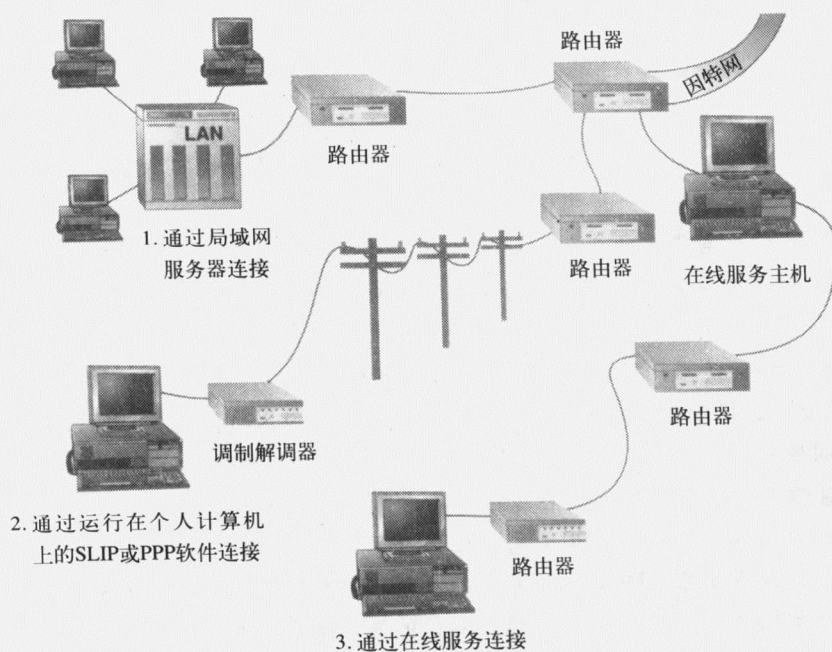 路由器
因特网
路由器
LAN
1. 通过局域网
服务器连接
路由器
在线服务主机
路由器
调制解调器
2. 通过运行在个人计算机
上的SLIP或PPP软件连接
路由器
3. 通过在线服务连接